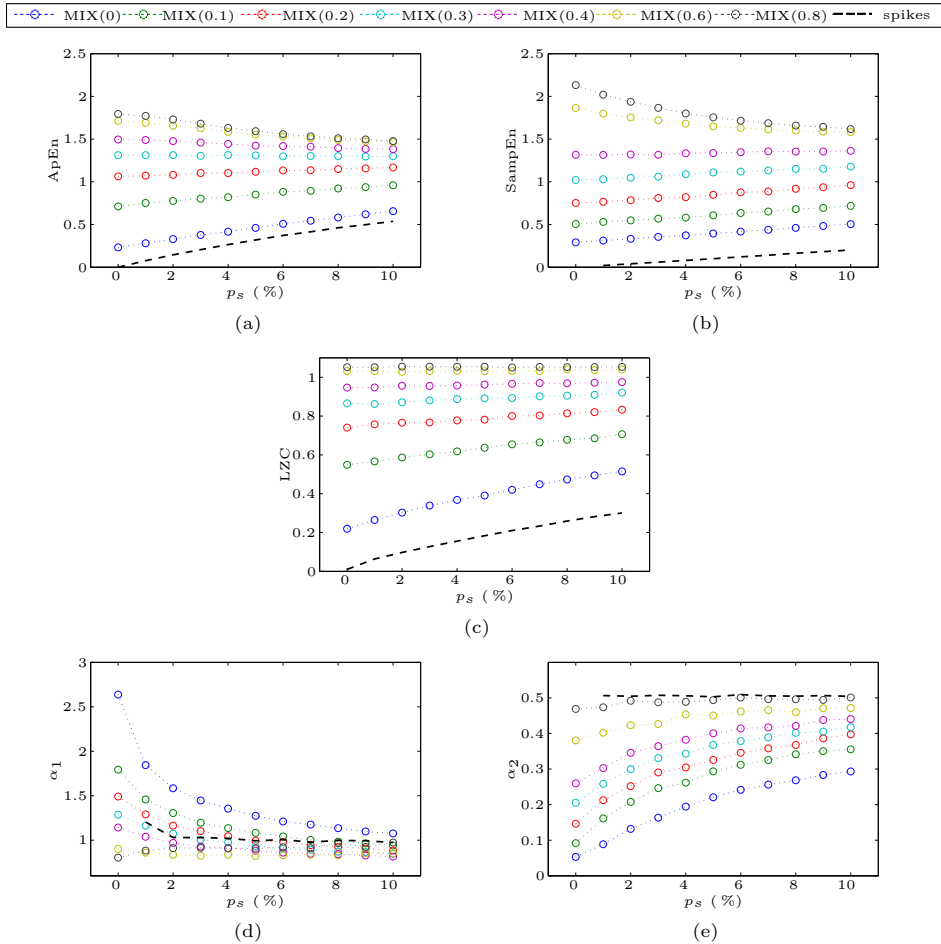 MIX(0) MIX(0.1) MIX(0.2) MIX(0.3) MIX(0.4) MIX(0.6) MIX(0.8) spikes
2.5
2
1.5
1
0.5
0
ApEn
0 2 4 6 8 10
p_s (%)
(a)
2.5
2
1.5
1
0.5
0
SampEn
0 2 4 6 8 10
p_s (%)
(b)
1
0.8
0.6
0.4
0.2
0
LZC
0 2 4 6 8 10
p_s (%)
(c)
3
2.5
2
1.5
1
α₁
0 2 4 6 8 10
p_s (%)
(d)
0.5
0.4
0.3
0.2
0.1
0
α₂
0 2 4 6 8 10
p_s (%)
(e)